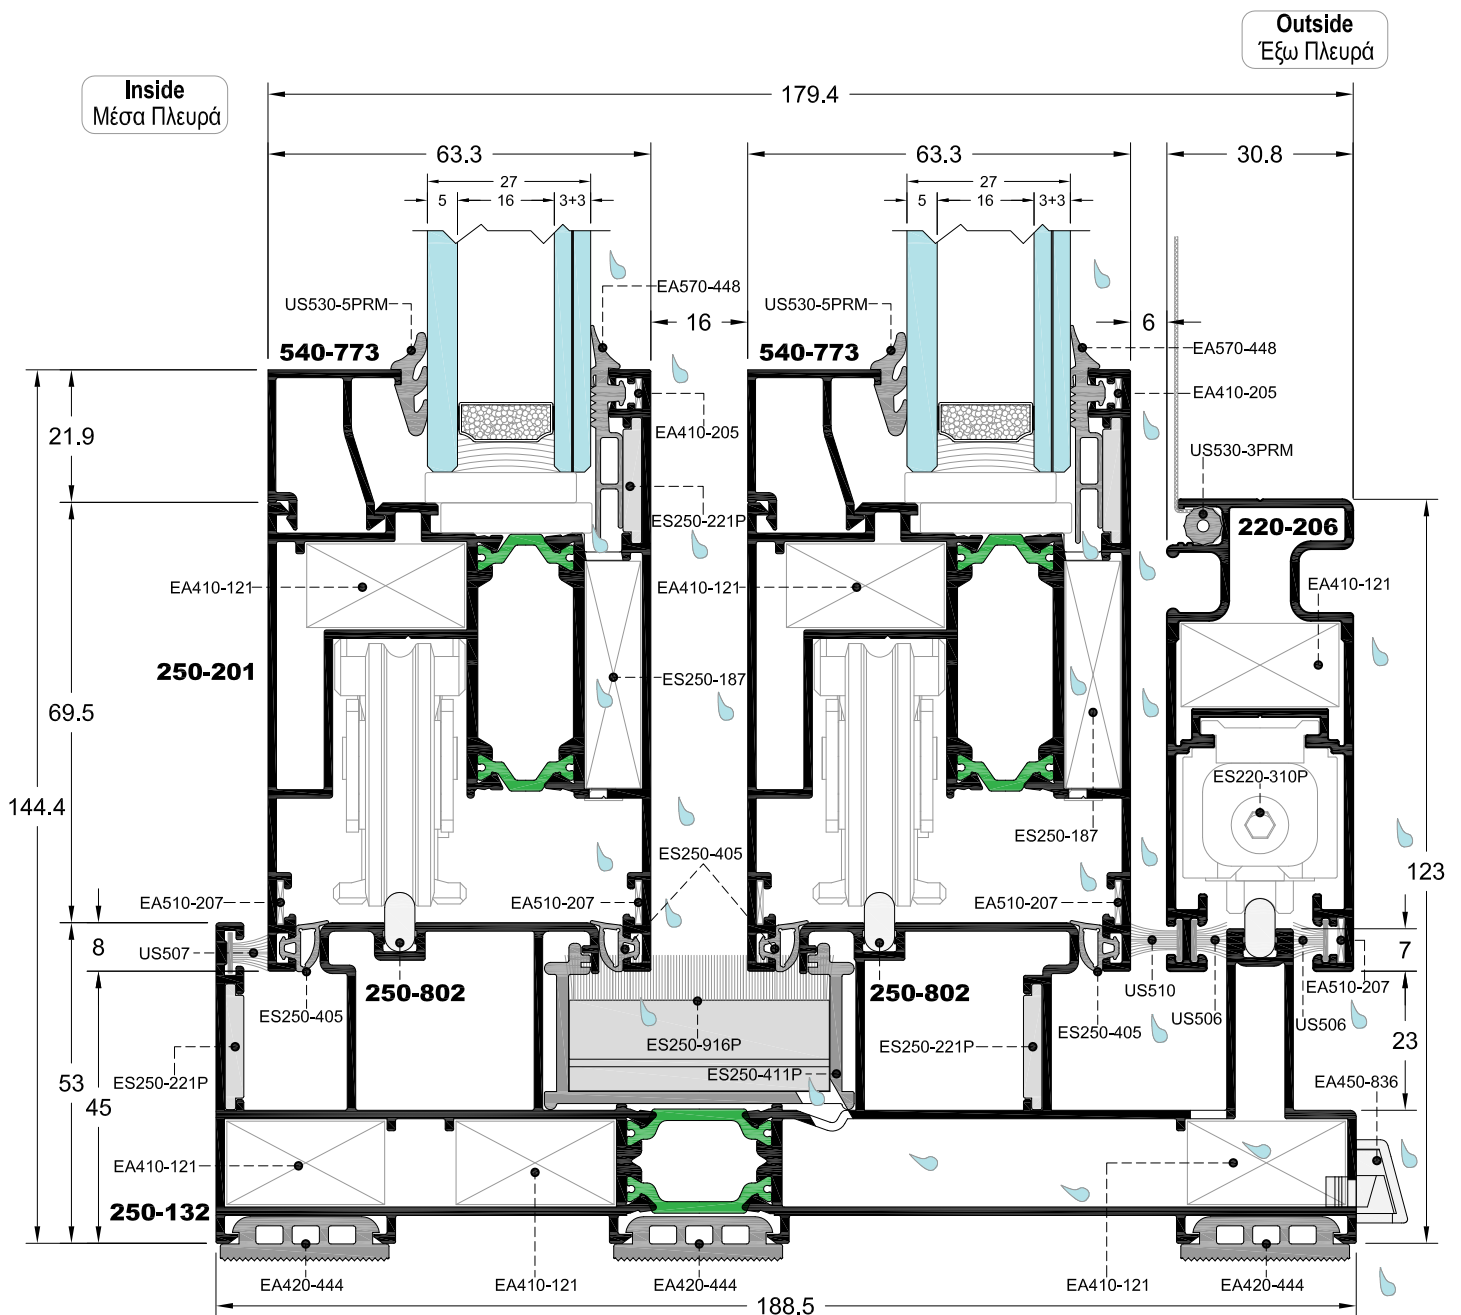 Outside
Έξω Πλευρά
Inside
Μέσα Πλευρά
179.4
63.3
63.3
30.8
27
27
5
16
3+3
5
16
3+3
EA570-448
US530-5PRM
US530-5PRM
16
6
540-773
540-773
EA570-448
EA410-205
21.9
EA410-205
US530-3PRM
ES250-221P
220-206
EA410-121
EA410-121
EA410-121
250-201
ES250-187
69.5
ES220-310P
144.4
ES250-187
ES250-405
123
EA510-207
EA510-207
EA510-207
8
US507
7
250-802
250-802
US510
EA510-207
ES250-405
ES250-405
US506
US506
ES250-916P
ES250-221P
23
53
ES250-221P
ES250-411P
EA450-836
45
EA410-121
250-132
EA420-444
EA410-121
EA420-444
EA410-121
EA420-444
188.5